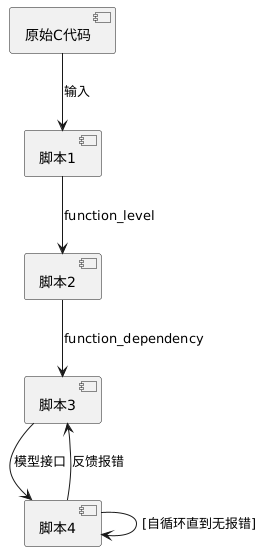 原始C代码
输入
脚本1
function_level
脚本2
function_dependency
脚本3
模型接口
反馈报错
脚本4
[自循环直到无报错]